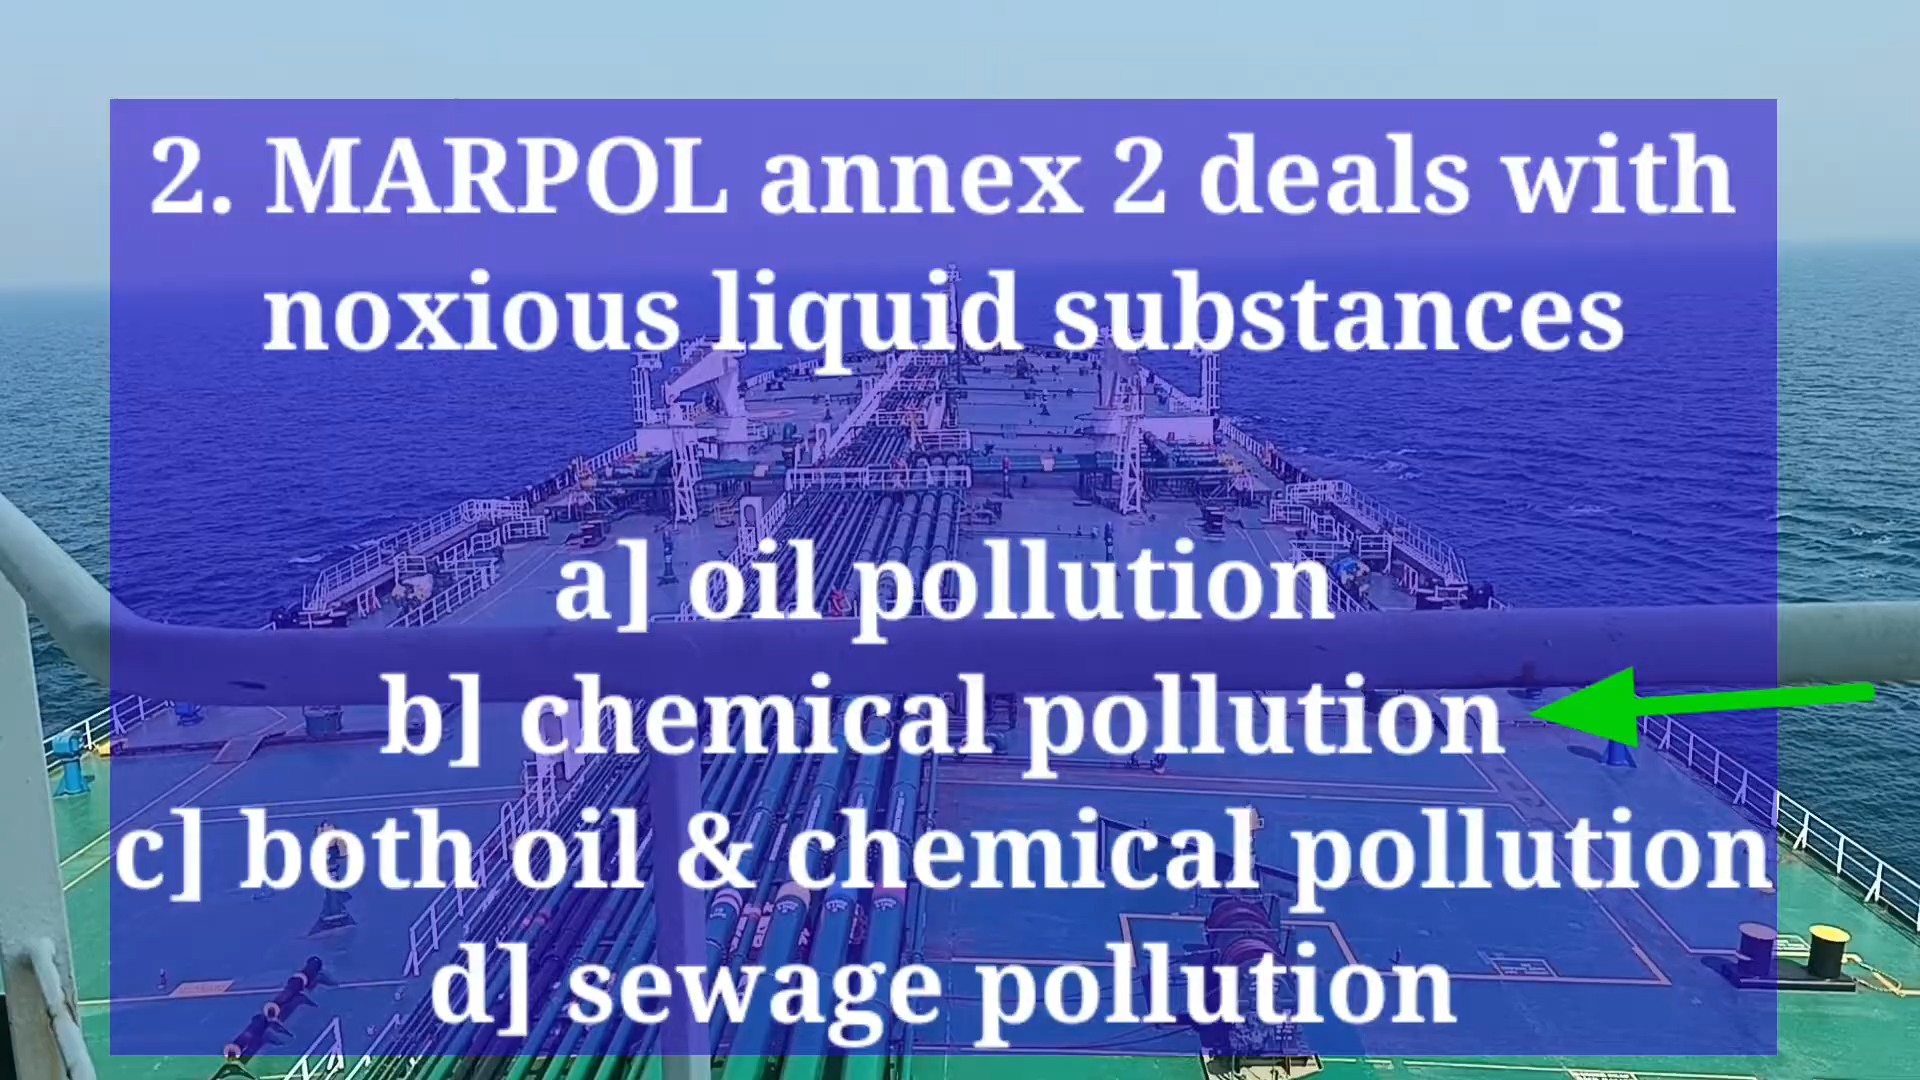 2. MARPOL annex 2 deals with
noxious liquid substances
a] oil pollution
b] chemical pollution
c] both oil & chemical pollution
d] sewage pollution